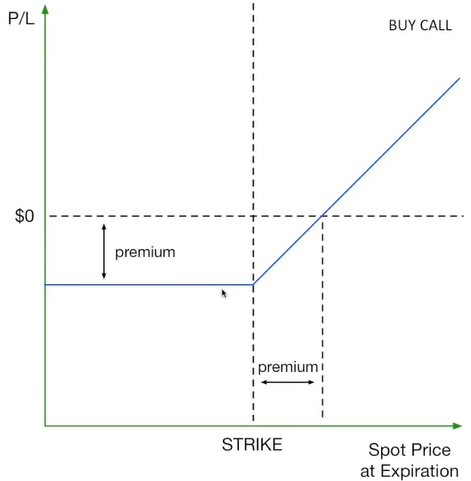 P/L
BUY CALL
$0
premium
premium
STRIKE
Spot Price
at Expiration